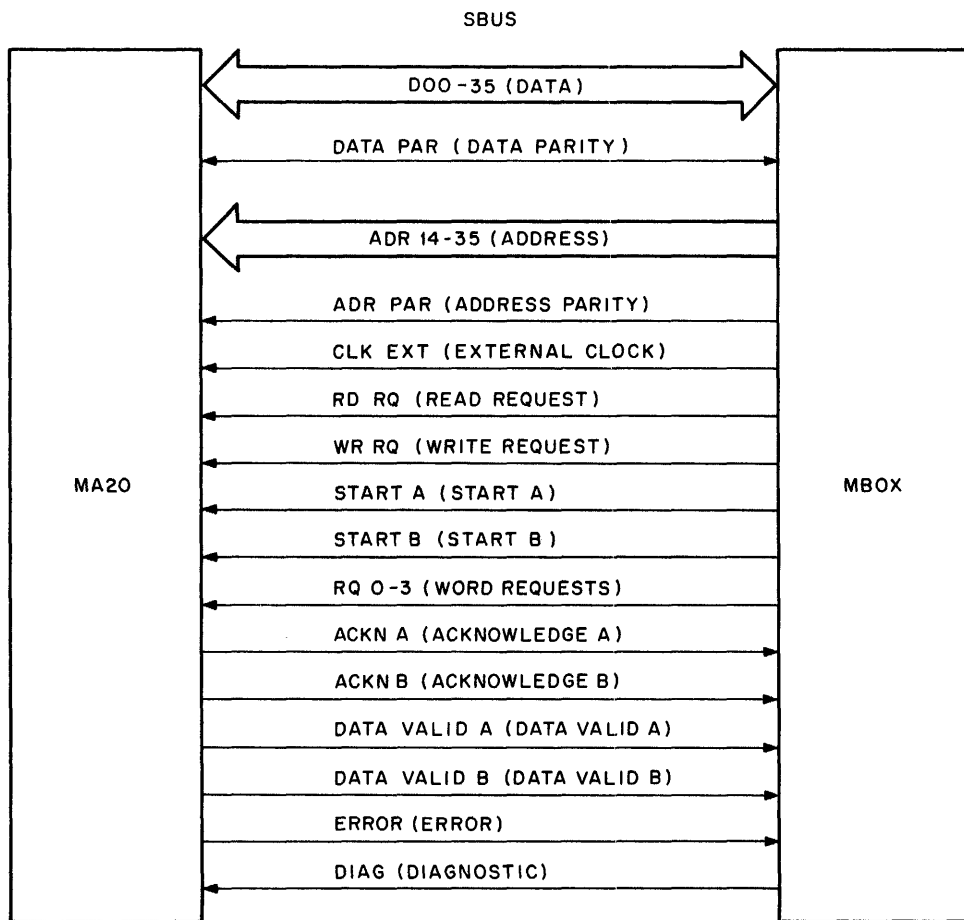 SBUS
DOO-35 (DATA)
DATA PAR (DATA PARITY)
ADR 14-35 (ADDRESS)
ADR PAR (ADDRESS PARITY)
CLK EXT (EXTERNAL CLOCK)
RD RQ (READ REQUEST)
WR RQ (WRITE REQUEST)
MA20
MBOX
START A (START A)
START B (START B)
RQ 0-3 (WORD REQUESTS)
ACKN A (ACKNOWLEDGE A)
ACKN B (ACKNOWLEDGE B)
DATA VALID A (DATA VALID A)
DATA VALID B (DATA VALID B)
ERROR (ERROR)
DIAG (DIAGNOSTIC)